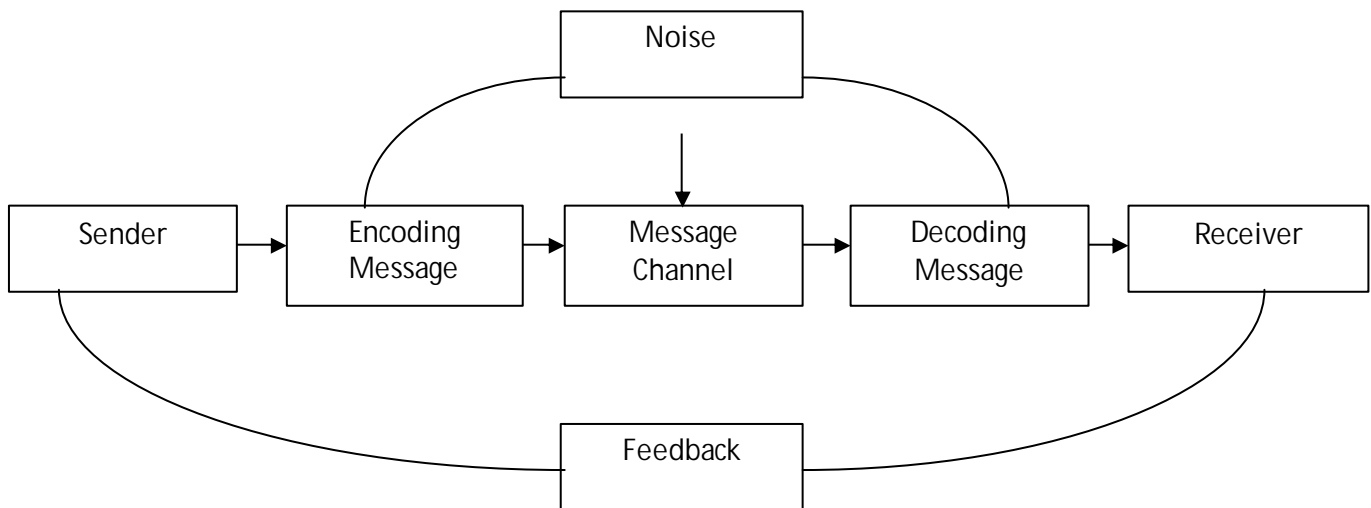 Noise
Sender
Encoding
Message
Message
Channel
Decoding
Message
Receiver
Feedback